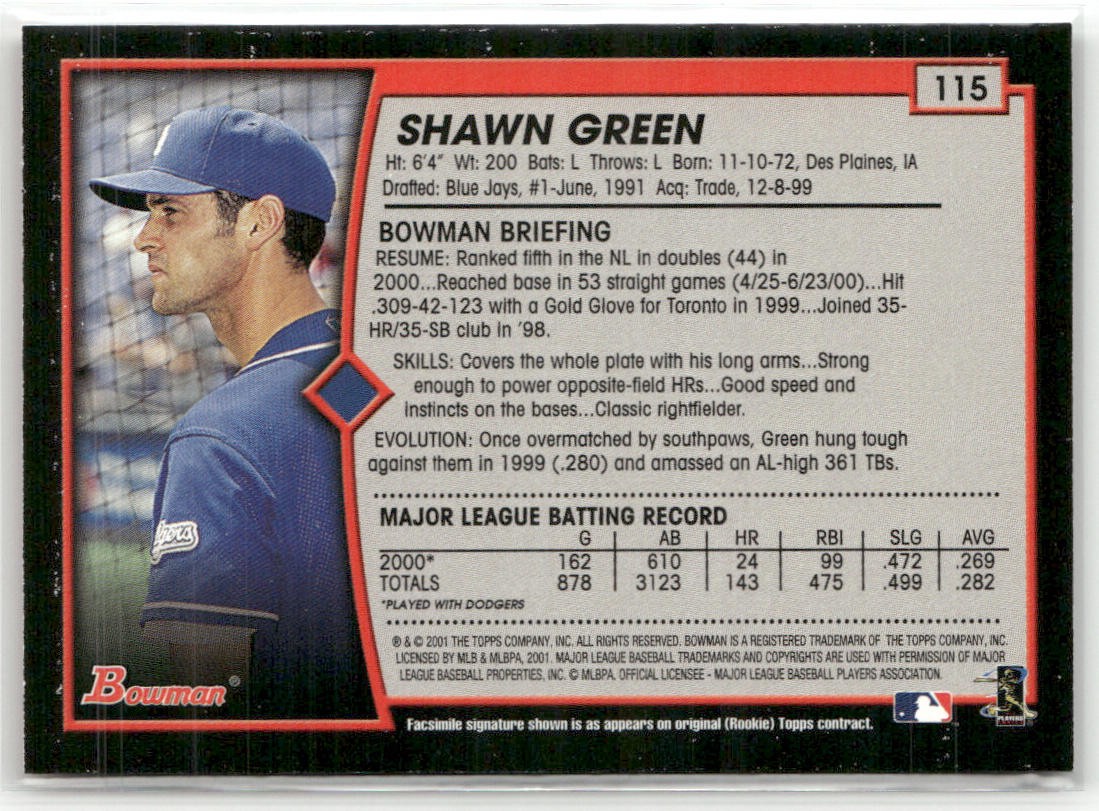 115
SHAWN GREEN
Ht: 6'4" Wt: 200 Bats: L Throws: L Born: 11-10-72, Des Plaines, IA
Drafted: Blue Jays, #1-June, 1991 Acq: Trade, 12-8-99
BOWMAN BRIEFING
RESUME: Ranked fifth in the NL in doubles (44) in
2000...Reached base in 53 straight games (4/25-6/23/00)...Hit
.309-42-123 with a Gold Glove for Toronto in 1999...Joined 35-
HR/35-SB club in '98.
SKILLS: Covers the whole plate with his long arms...Strong
enough to power opposite-field HRs...Good speed and
instincts on the bases...Classic rightfielder.
EVOLUTION: Once overmatched by southpaws, Green hung tough
against them in 1999 (.280) and amassed an AL-high 361 TBs.
MAJOR LEAGUE BATTING RECORD
G AB HR RBI SLG AVG
2000* 162 610 24 99 .472 .269
TOTALS 878 3123 143 475 .499 .282
*PLAYED WITH DODGERS
® & © 2001 THE TOPPS COMPANY, INC. ALL RIGHTS RESERVED. BOWMAN IS A REGISTERED TRADEMARK OF THE TOPPS COMPANY, INC.
LICENSED BY MLB & MLBPA, 2001. MAJOR LEAGUE BASEBALL TRADEMARKS AND COPYRIGHTS ARE USED WITH PERMISSION OF MAJOR
LEAGUE BASEBALL PROPERTIES, INC. © MLBPA. OFFICIAL LICENSEE - MAJOR LEAGUE BASEBALL PLAYERS ASSOCIATION.
Bowman®
Facsimile signature shown is as appears on original (Rookie) Topps contract.
PLAYERS